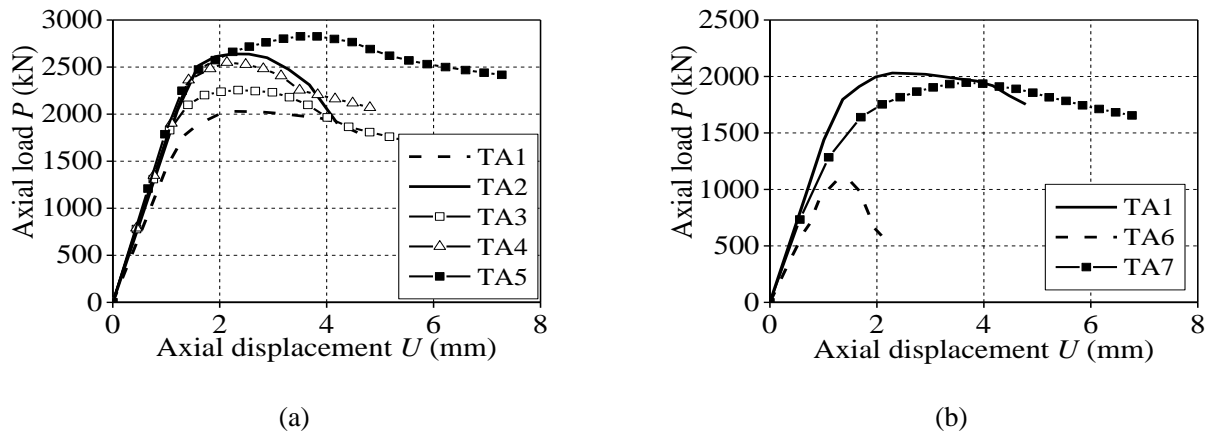 (a)
3000
2500
2000
1500
1000
500
0
0 2 4 6 8
Axial load P (kN)
Axial displacement U (mm)
TA1
TA2
TA3
TA4
TA5
(a)
(b)
2500
2000
1500
1000
500
0
0 2 4 6 8
Axial load P (kN)
Axial displacement U (mm)
TA1
TA6
TA7
(b)